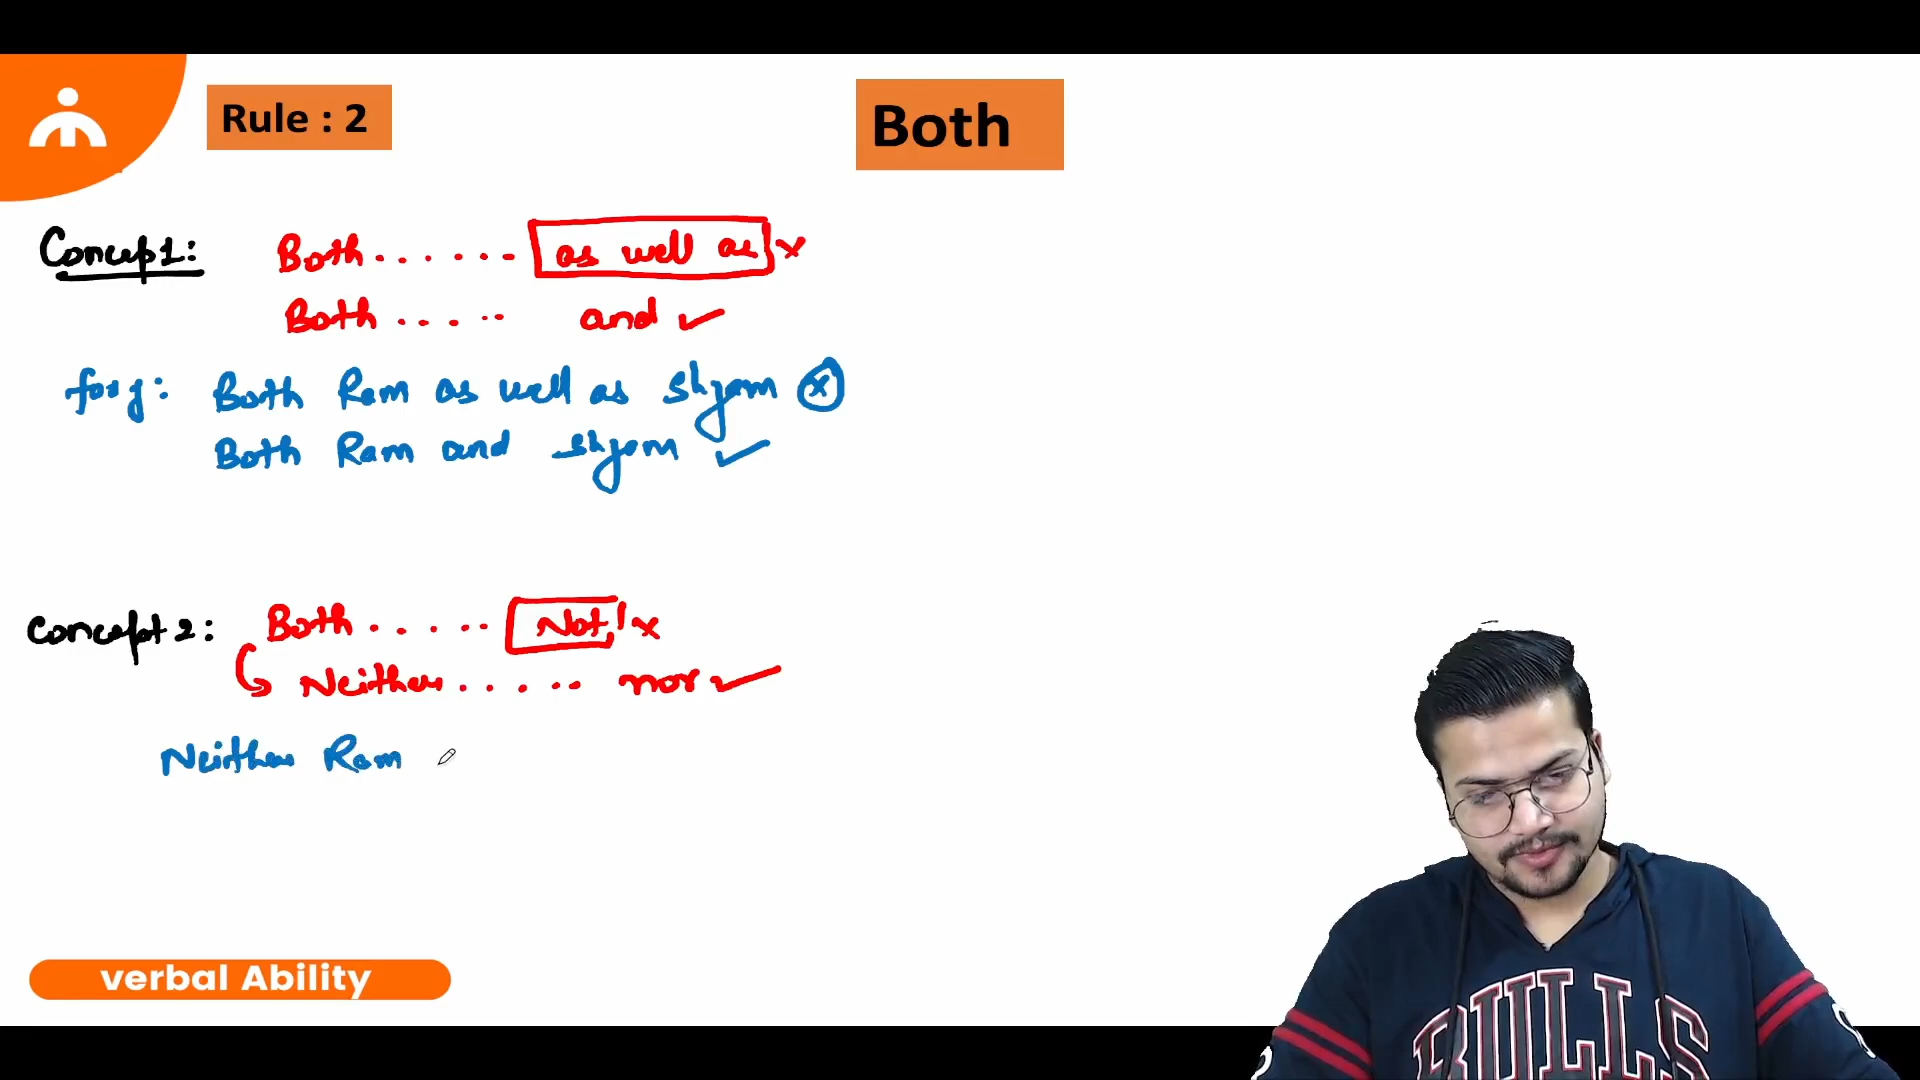 Rule : 2
Both
Concept1:
Both...... as well as x
Both ..... and ✓
for g: Both Ram as well as Shyam x
Both Ram and Shyam ✓
Concept 2: Both ..... Not x
Neither ..... nor ✓
Neither Ram
verbal Ability
BULLS